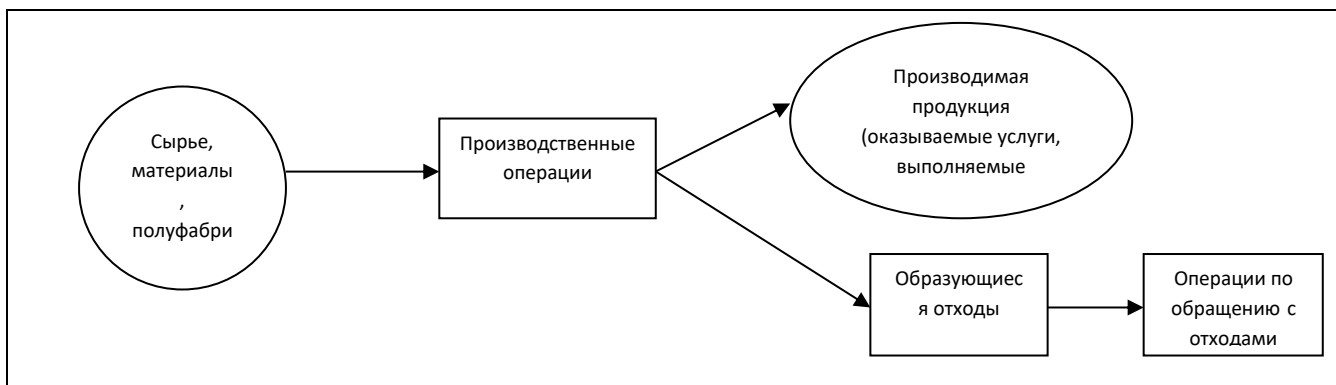 Сырье,
материалы
,
полуфабри
Производственные
операции
Производимая
продукция
(оказываемые услуги,
выполняемые
Образующиес
я отходы
Операции по
обращению с
отходами